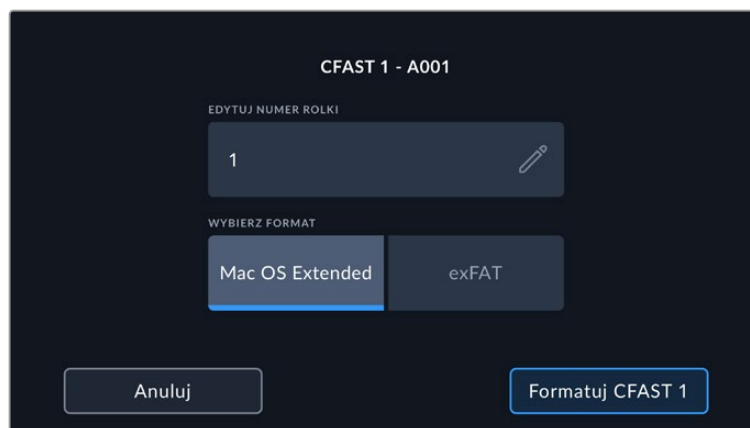 CFAST 1 - A001
EDYTUJ NUMER ROLKI
1
WYBIERZ FORMAT
Mac OS Extended exFAT
Anuluj Formatuj CFAST 1